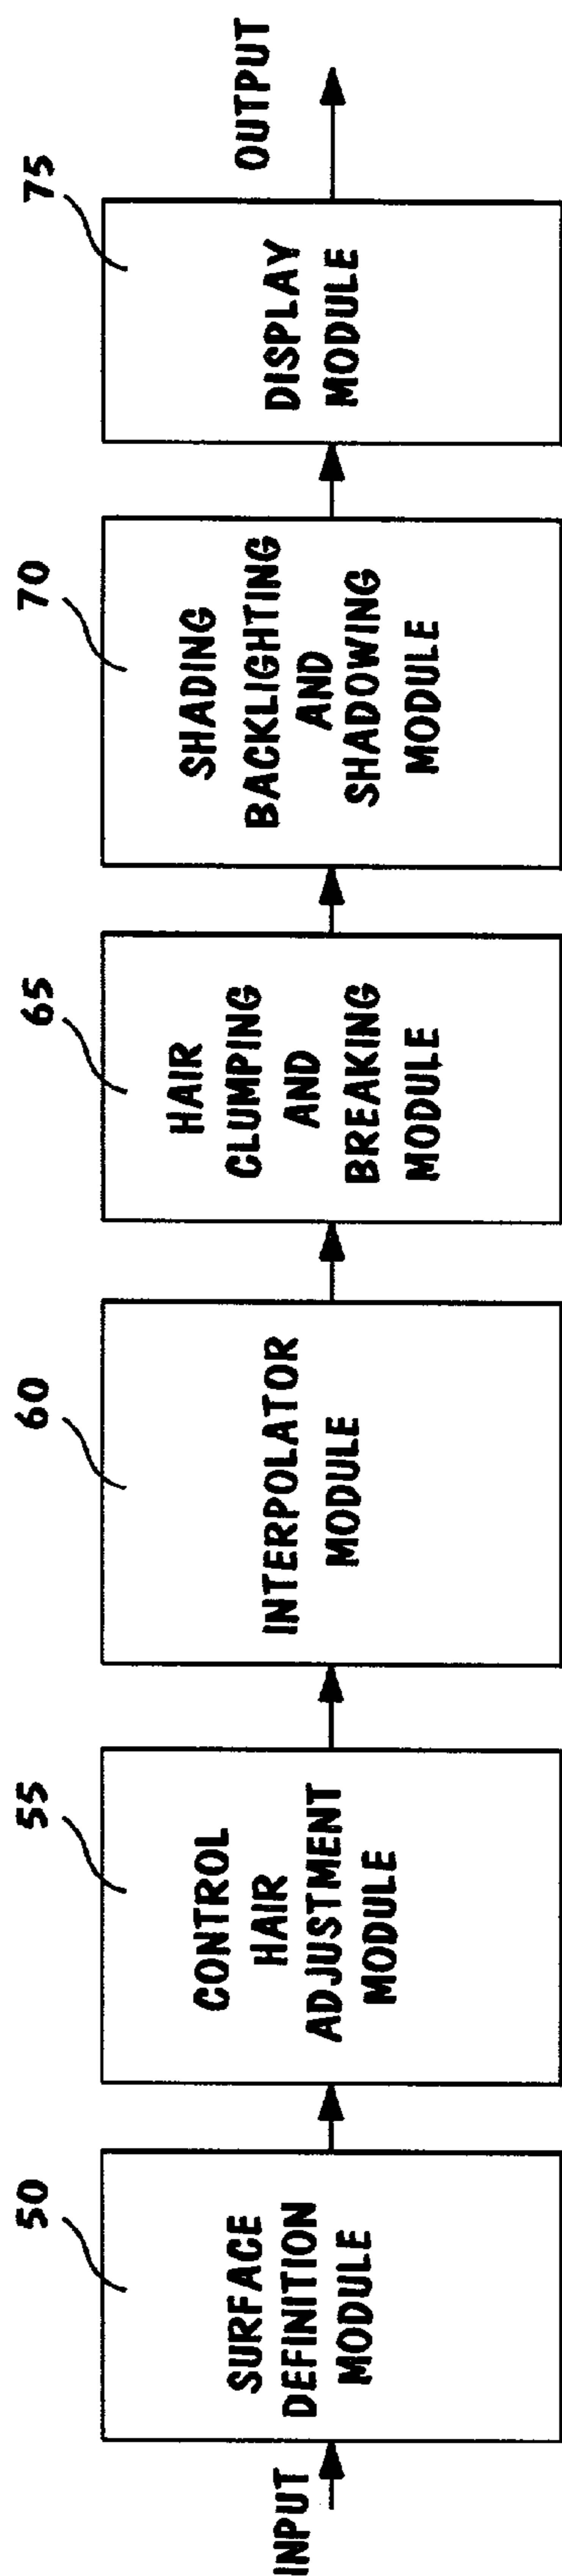 INPUT
50
SURFACE
DEFINITION
MODULE
55
CONTROL
HAIR
ADJUSTMENT
MODULE
60
INTERPOLATOR
MODULE
65
HAIR
CLUMPING
AND
BREAKING
MODULE
70
SHADING
BACKLIGHTING
AND
SHADOWING
MODULE
75
DISPLAY
MODULE
OUTPUT